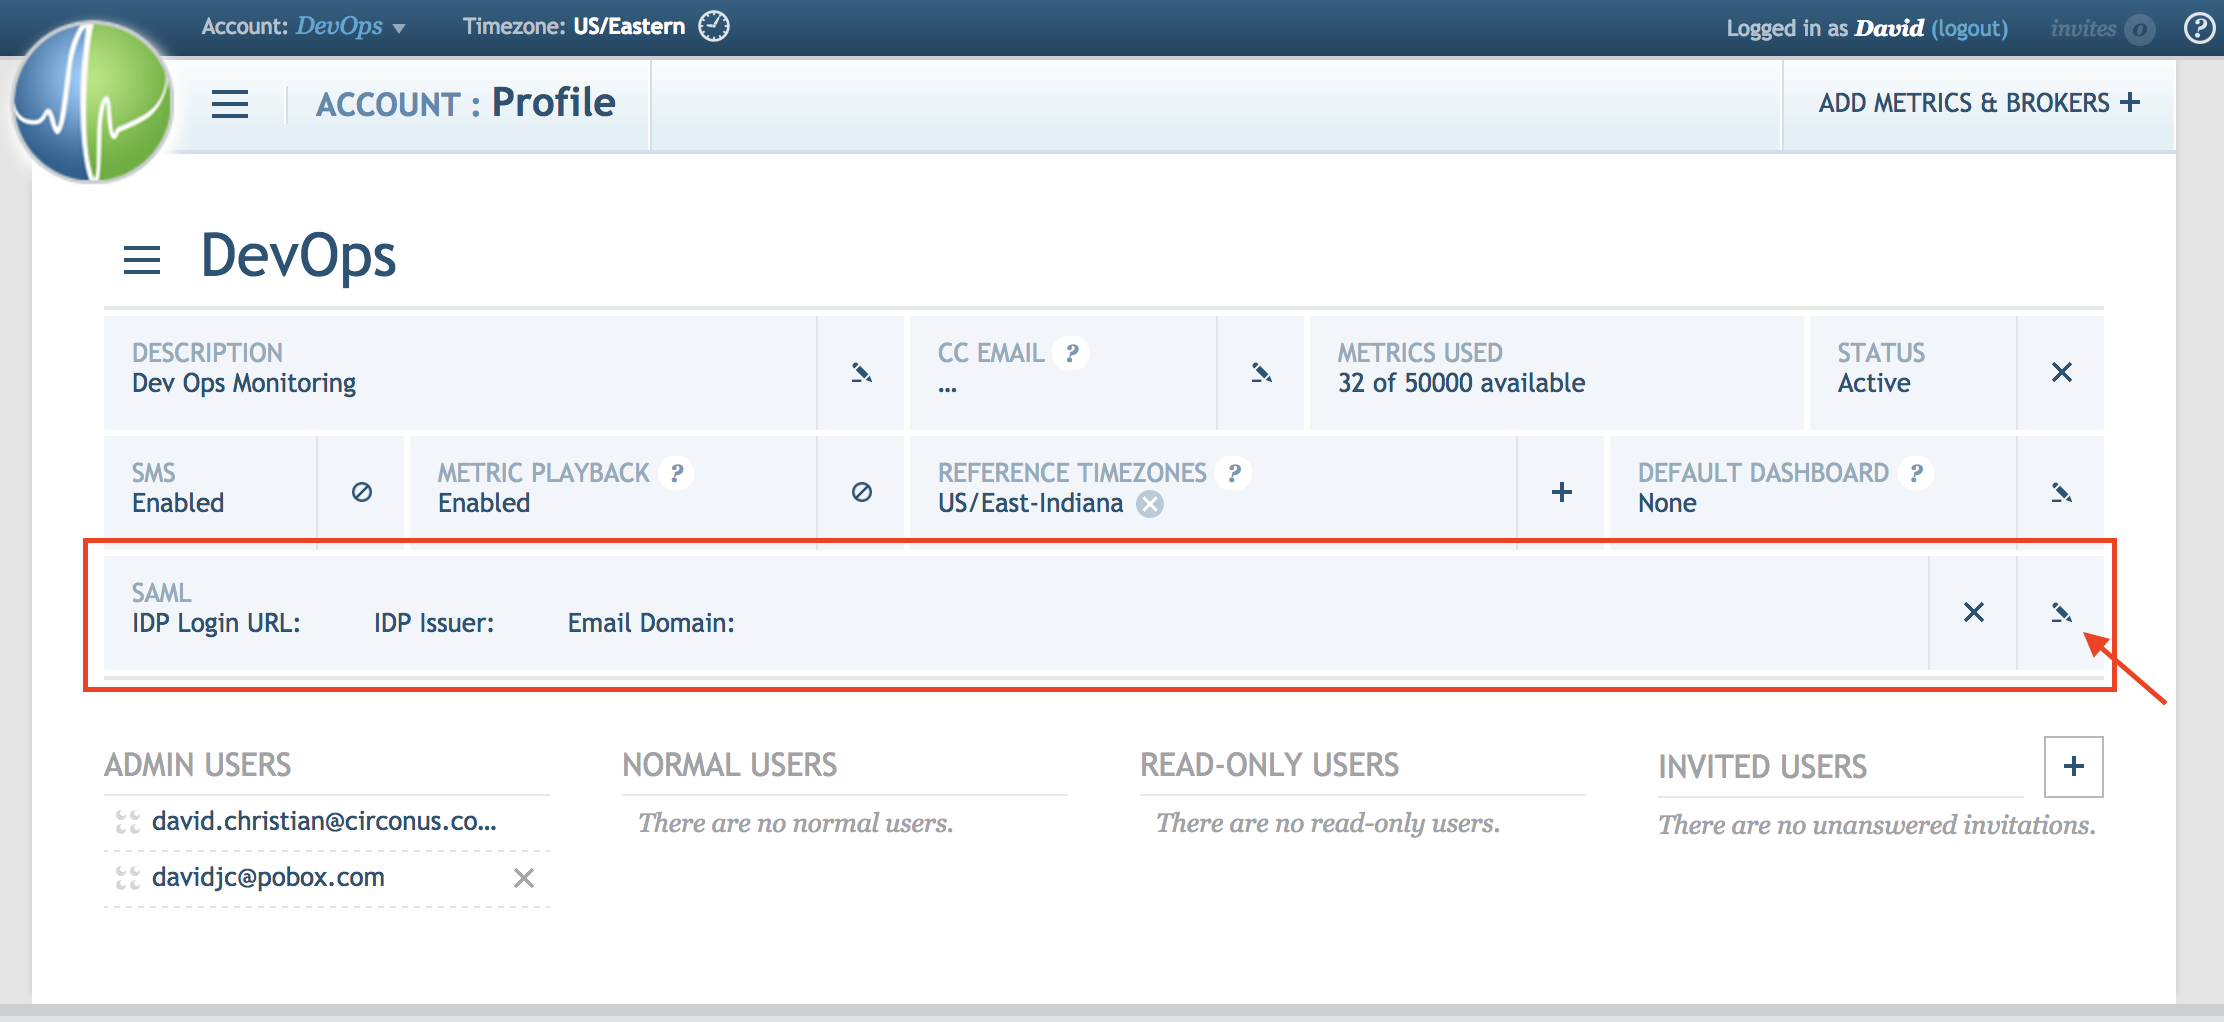 Account: DevOps Timezone: US/Eastern Logged in as David (logout) invites 0 ?
ACCOUNT : Profile ADD METRICS & BROKERS +
DevOps
DESCRIPTION
Dev Ops Monitoring
CC EMAIL ?
...
METRICS USED
32 of 50000 available
STATUS
Active
SMS
Enabled
METRIC PLAYBACK ?
Enabled
REFERENCE TIMEZONES ?
US/East-Indiana
DEFAULT DASHBOARD ?
None
SAML
IDP Login URL: IDP Issuer: Email Domain:
ADMIN USERS
david.christian@circonus.co...
davidjc@pobox.com
NORMAL USERS
There are no normal users.
READ-ONLY USERS
There are no read-only users.
INVITED USERS +
There are no unanswered invitations.